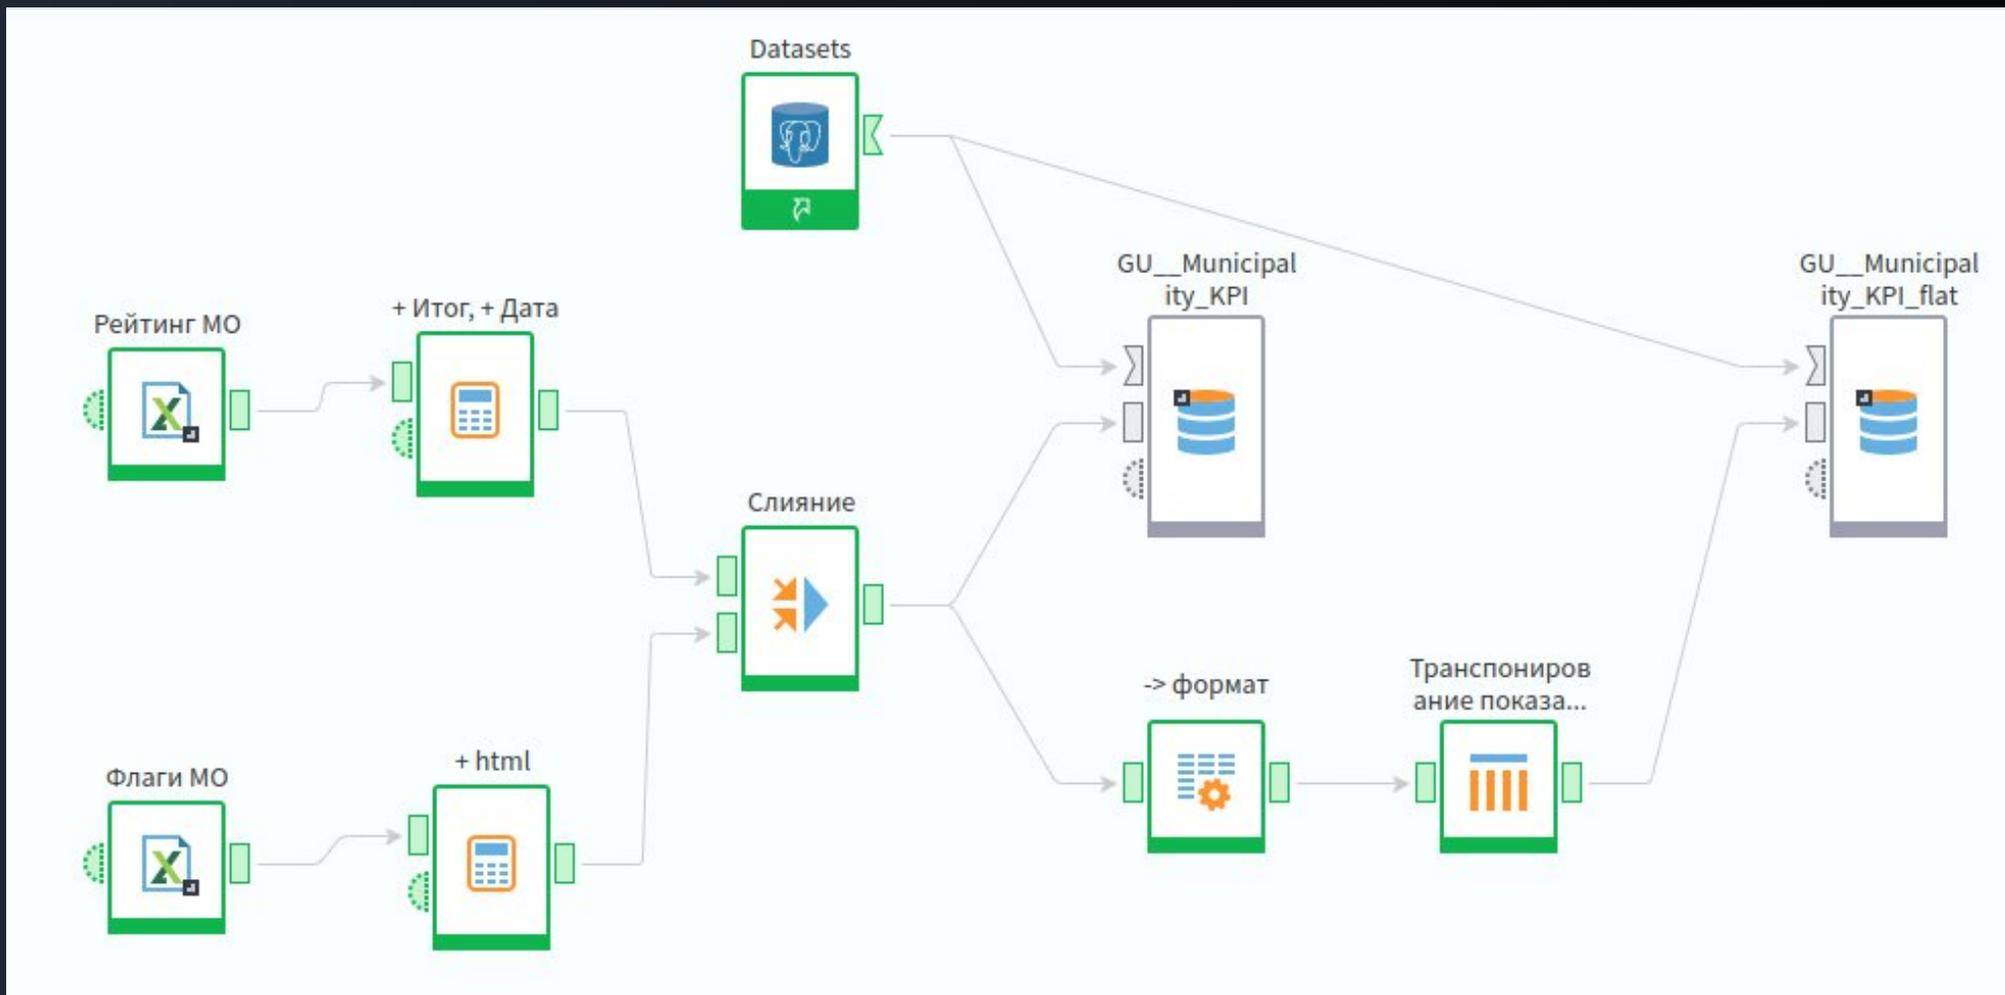 Datasets
GU__Municipal
ity_KPI
GU__Municipal
ity_KPI_flat
Рейтинг МО
+ Итог, + Дата
Слияние
-> формат
Транспониров
ание показа...
Флаги МО
+ html